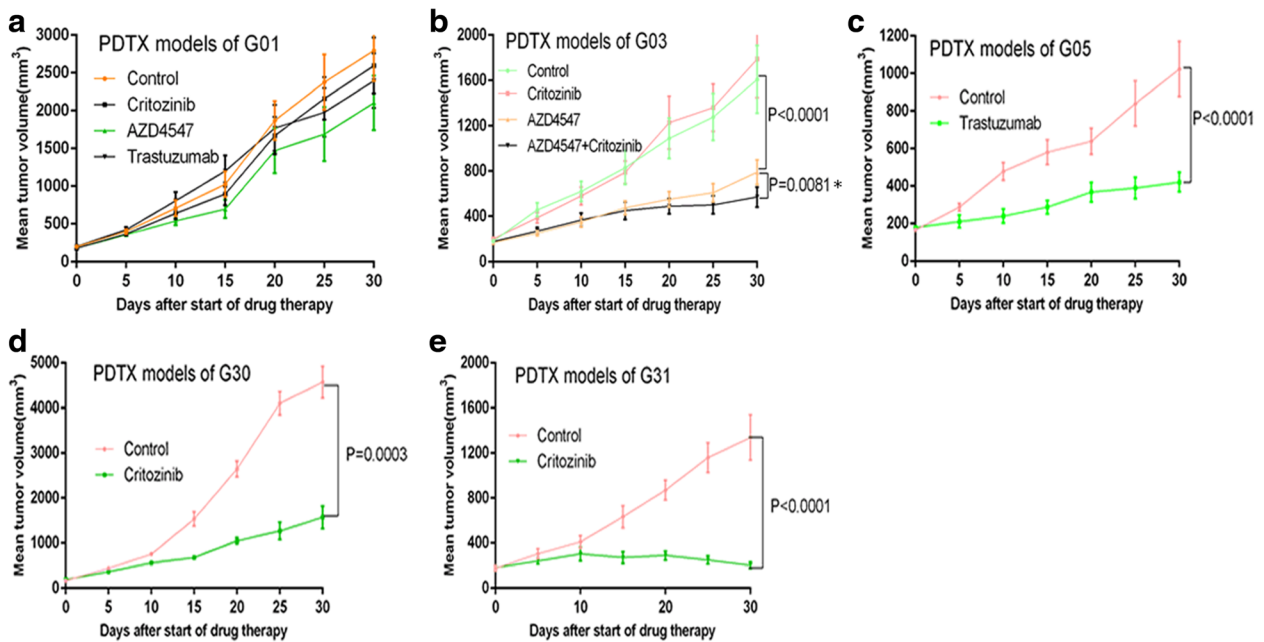 a
PDTX models of G01
Control
Critozinib
AZD4547
Trastuzumab
Mean tumor volume(mm³)
3000
2500
2000
1500
1000
500
0
0 5 10 15 20 25 30
Days after start of drug therapy
b
PDTX models of G03
Control
Critozinib
AZD4547
AZD4547+Critozinib
P<0.0001
P=0.0081 *
Mean tumor volume(mm³)
2000
1600
1200
800
400
0
0 5 10 15 20 25 30
Days after start of drug therapy
c
PDTX models of G05
Control
Trastuzumab
P<0.0001
Mean tumor volume(mm³)
1200
1000
800
600
400
200
0
0 5 10 15 20 25 30
Days after start of drug therapy
d
PDTX models of G30
Control
Critozinib
P=0.0003
Mean tumor volume(mm³)
5000
4000
3000
2000
1000
0
0 5 10 15 20 25 30
Days after start of drug therapy
e
PDTX models of G31
Control
Critozinib
P<0.0001
Mean tumor volume(mm³)
2000
1600
1200
800
400
0
0 5 10 15 20 25 30
Days after start of drug therapy